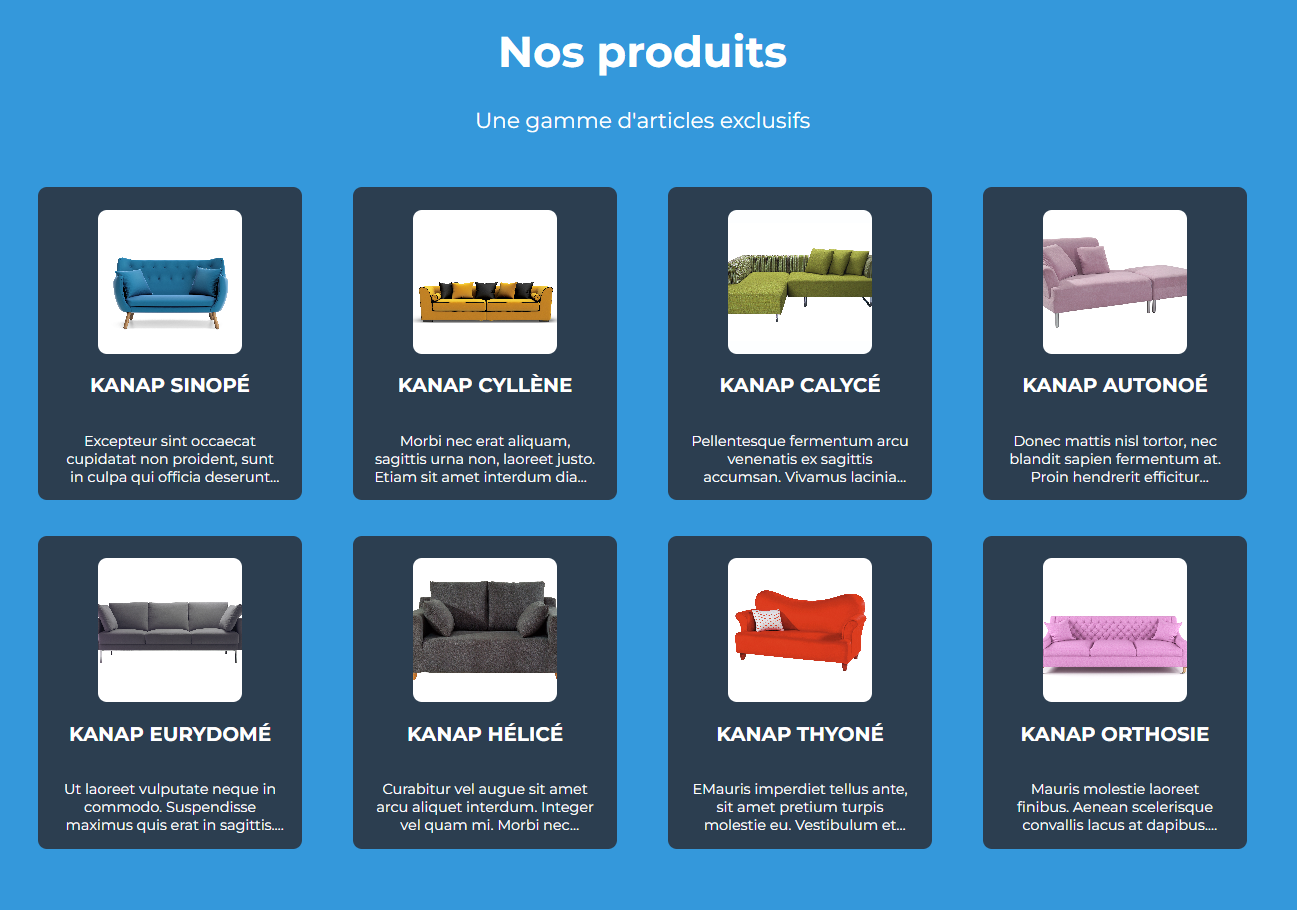 Nos produits
Une gamme d'articles exclusifs
KANAP SINOPÉ
Excepteur sint occaecat
cupidatat non proident, sunt
in culpa qui officia deserunt...
KANAP CYLLÈNE
Morbi nec erat aliquam,
sagittis urna non, laoreet justo.
Etiam sit amet interdum dia...
KANAP CALYCÉ
Pellentesque fermentum arcu
venenatis ex sagittis
accumsan. Vivamus lacinia...
KANAP AUTONOÉ
Donec mattis nisl tortor, nec
blandit sapien fermentum at.
Proin hendrerit efficitur...
KANAP EURYDOMÉ
Ut laoreet vulputate neque in
commodo. Suspendisse
maximus quis erat in sagittis....
KANAP HÉLICÉ
Curabitur vel augue sit amet
arcu aliquet interdum. Integer
vel quam mi. Morbi nec...
KANAP THYONÉ
EMauris imperdiet tellus ante,
sit amet pretium turpis
molestie eu. Vestibulum et...
KANAP ORTHOSIE
Mauris molestie laoreet
finibus. Aenean scelerisque
convallis lacus at dapibus....